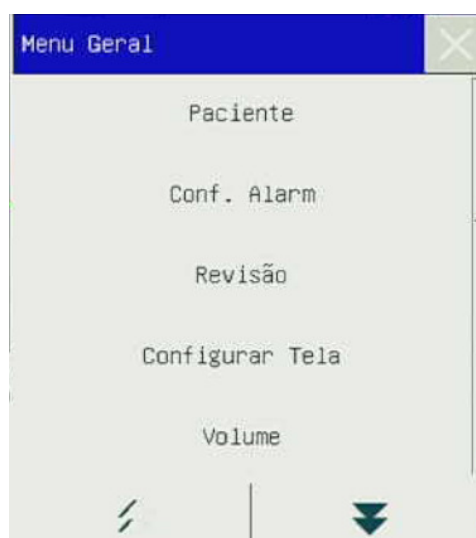 Menu Geral
Paciente
Conf. Alarm
Revisão
Configurar Tela
Volume